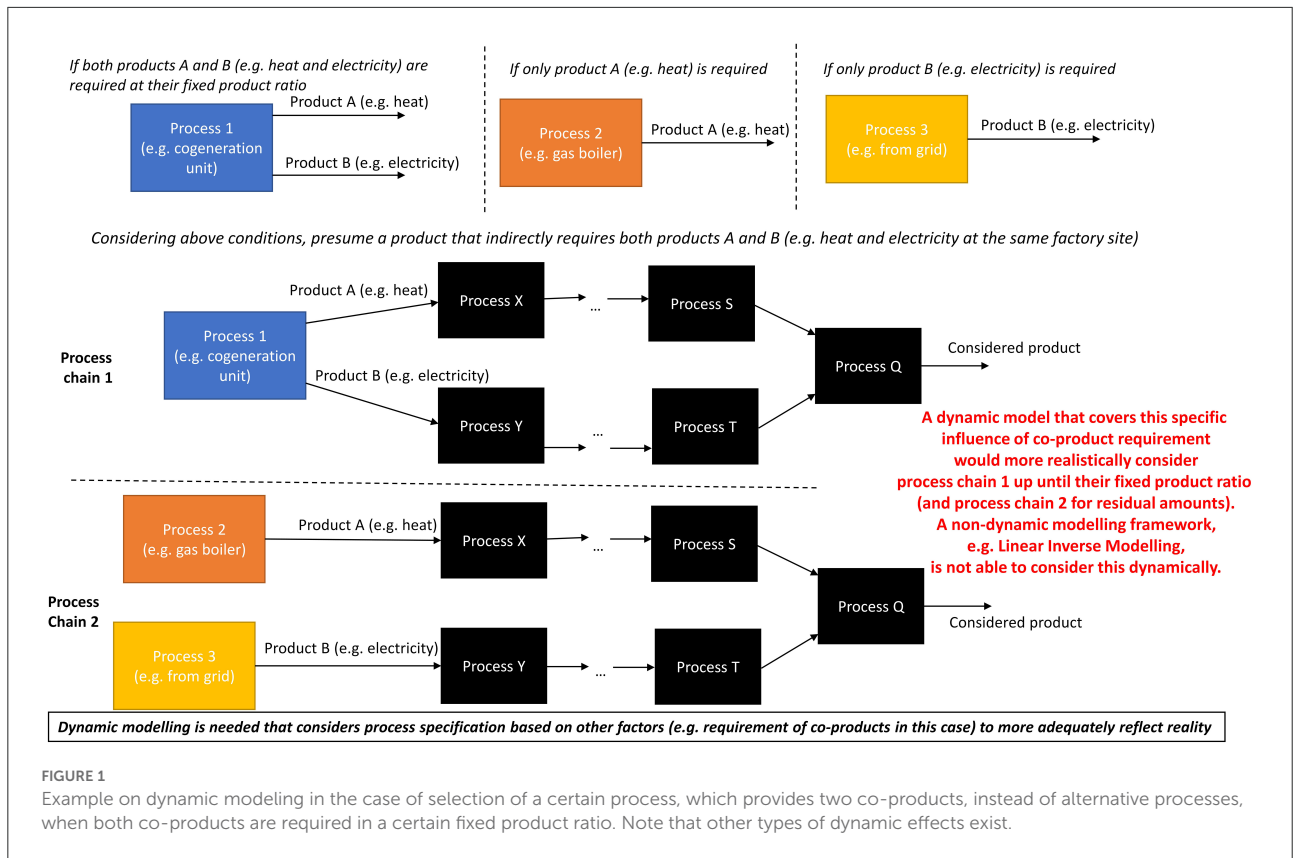 If both products A and B (e.g. heat and electricity) are
required at their fixed product ratio
Product A (e.g. heat)
Process 1
(e.g. cogeneration
unit)
Product B (e.g. electricity)
If only product A (e.g. heat) is required
Process 2
(e.g. gas boiler)
Product A (e.g. heat)
If only product B (e.g. electricity) is required
Process 3
(e.g. from grid)
Product B (e.g. electricity)
Considering above conditions, presume a product that indirectly requires both products A and B (e.g. heat and electricity at the same factory site)
Process
chain 1
Process 1
(e.g. cogeneration
unit)
Product A (e.g. heat)
Process X
...
Process S
Product B (e.g. electricity)
Process Y
...
Process T
Process Q
Considered product
A dynamic model that covers this specific
influence of co-product requirement
would more realistically consider
process chain 1 up until their fixed product ratio
(and process chain 2 for residual amounts).
A non-dynamic modelling framework,
e.g. Linear Inverse Modelling,
is not able to consider this dynamically.
Process
Chain 2
Process 2
(e.g. gas boiler)
Product A (e.g. heat)
Process X
...
Process S
Process 3
(e.g. from grid)
Product B (e.g. electricity)
Process Y
...
Process T
Process Q
Considered product
Dynamic modelling is needed that considers process specification based on other factors (e.g. requirement of co-products in this case) to more adequately reflect reality
FIGURE 1
Example on dynamic modeling in the case of selection of a certain process, which provides two co-products, instead of alternative processes,
when both co-products are required in a certain fixed product ratio. Note that other types of dynamic effects exist.